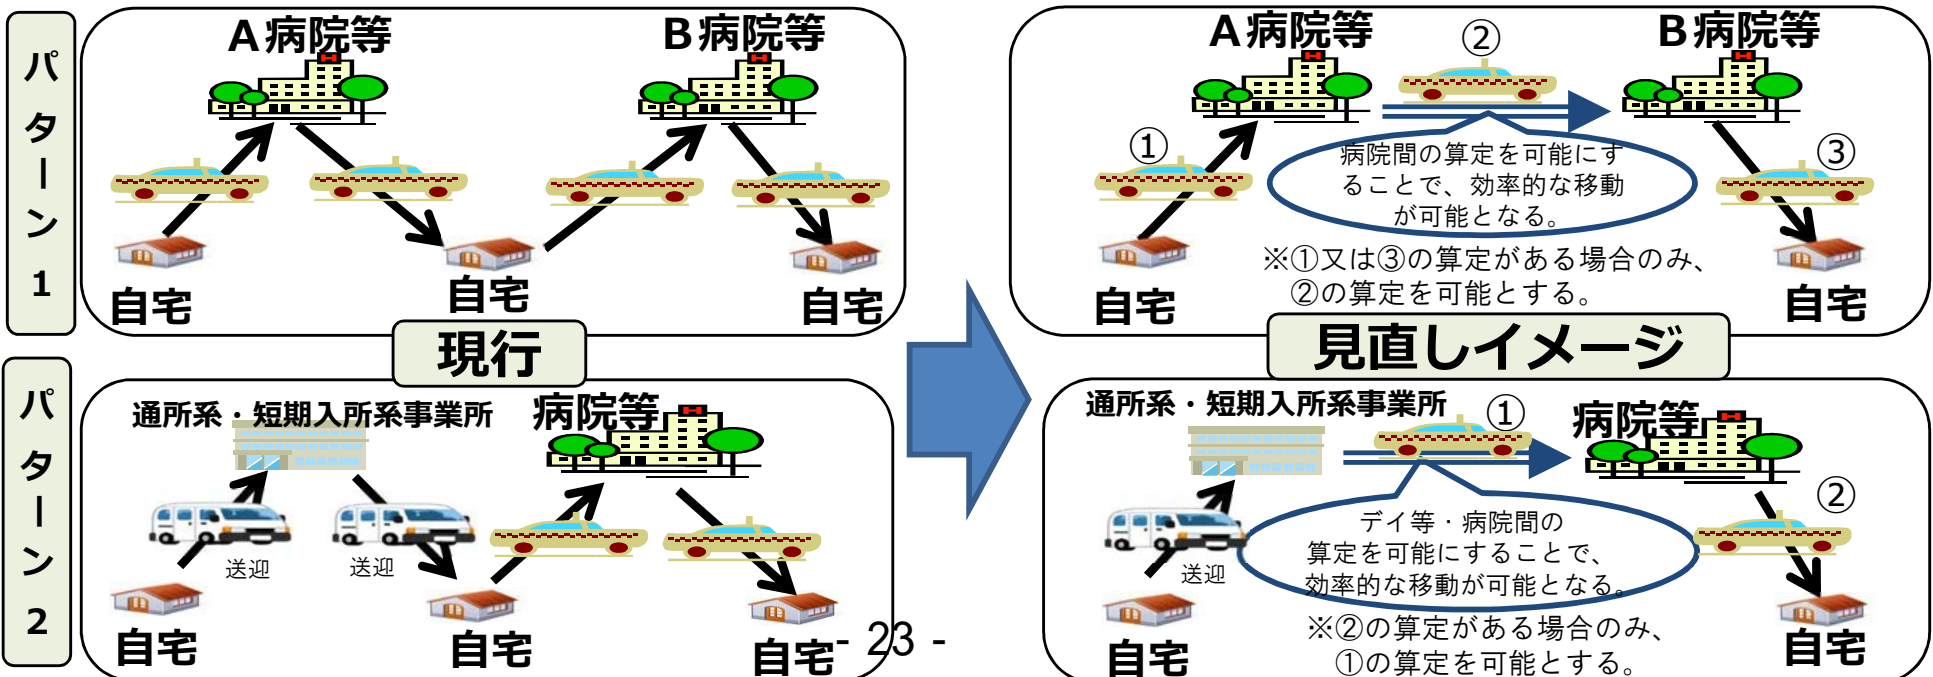 パターン1
A病院等
B病院等
自宅
自宅
自宅
現行
パターン2
通所系・短期入所系事業所
病院等
送迎
送迎
自宅
自宅
自宅
- 23 -
A病院等
②
B病院等
①
③
病院間の算定を可能にす
ることで、効率的な移動
が可能となる。
※①又は③の算定がある場合のみ、
②の算定を可能とする。
自宅
自宅
見直しイメージ
通所系・短期入所系事業所
①
病院等
②
デイ等・病院間の
算定を可能にすることで、
効率的な移動が可能となる。
送迎
※②の算定がある場合のみ、
①の算定を可能とする。
自宅
自宅